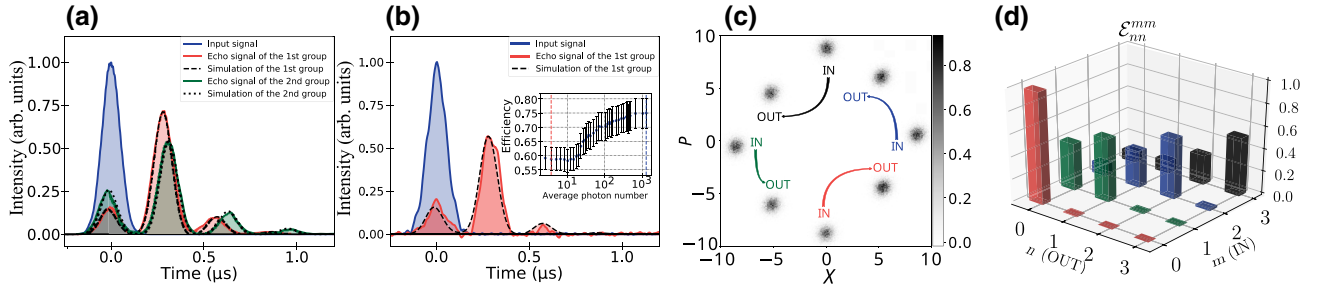 (a)
Intensity (arb. units)
1.00
0.75
0.50
0.25
0.00
Input signal
Echo signal of the 1st group
Simulation of the 1st group
Echo signal of the 2nd group
Simulation of the 2nd group
0.0
0.5
1.0
Time (μs)
(b)
Intensity (arb. units)
1.00
0.75
0.50
0.25
0.00
Input signal
Echo signal of the 1st group
Simulation of the 1st group
Efficiency
0.80
0.75
0.70
0.65
0.60
0.55
10¹ 10² 10³
Average photon number
0.0
0.5
1.0
Time (μs)
(c)
P
10
5
0
−5
−10
IN
OUT
OUT
IN
IN
OUT
OUT
IN
−10
−5
0
5
10
X
0.8
0.6
0.4
0.2
0.0
(d)
ℰₙₙᵐᵐ
1.0
0.8
0.6
0.4
0.2
0.0
0
1
2
3
n (OUT)
0
1
2
3
m (IN)